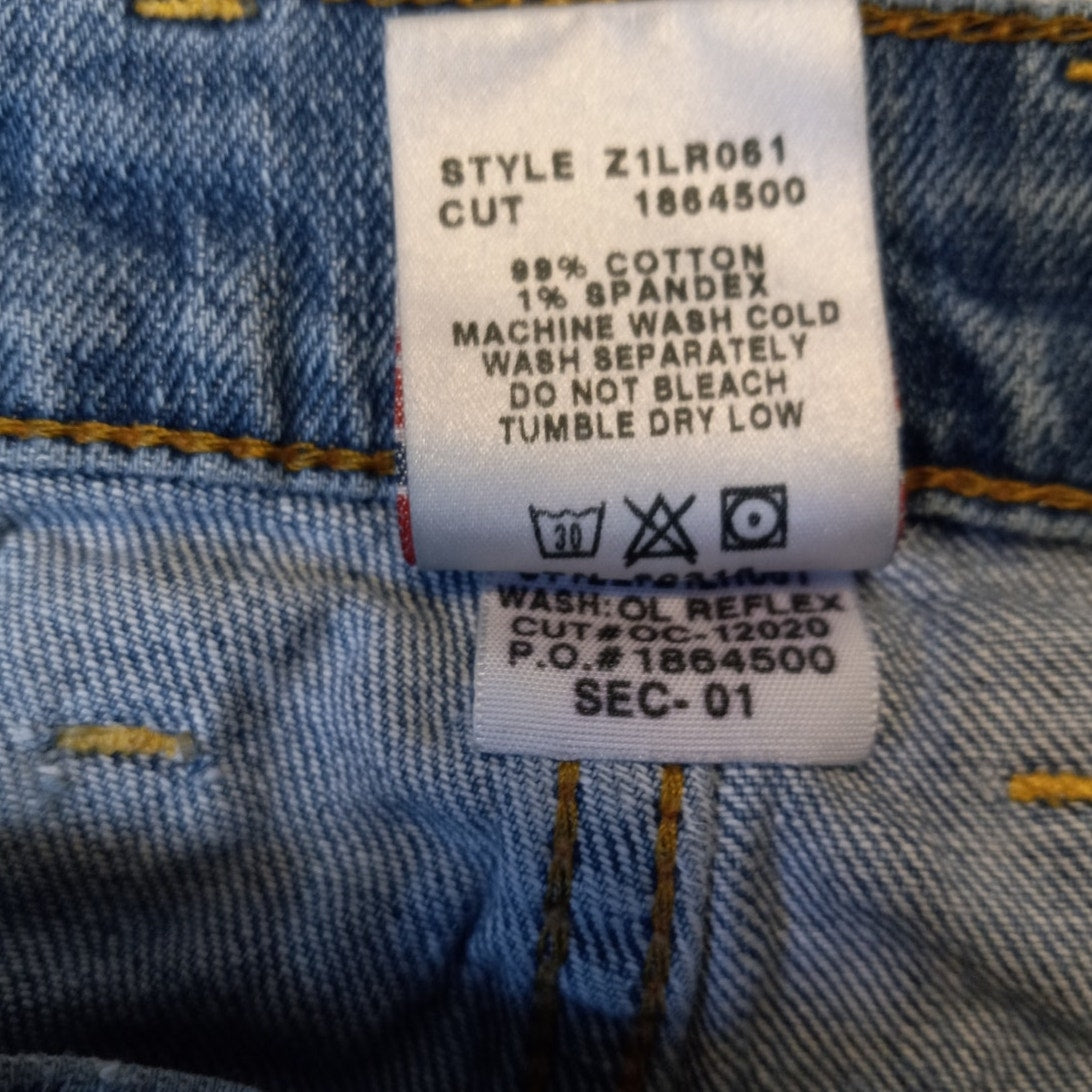 STYLE Z1LR061
CUT 1864500
99% COTTON
1% SPANDEX
MACHINE WASH COLD
WASH SEPARATELY
DO NOT BLEACH
TUMBLE DRY LOW
30
WASH: OL REFLEX
CUT#OC-12020
P.O.#1864500
SEC- 01